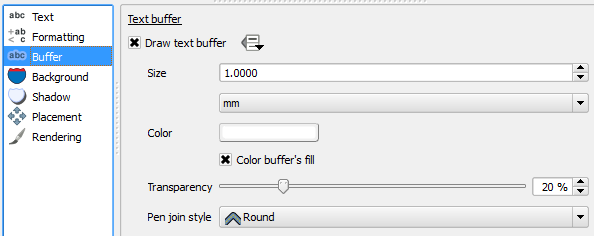 abc Text
+ab < c Formatting
abc Buffer
Background
Shadow
Placement
Rendering
Text buffer
Draw text buffer
Size 1.0000
mm
Color
Color buffer's fill
Transparency 20 %
Pen join style Round